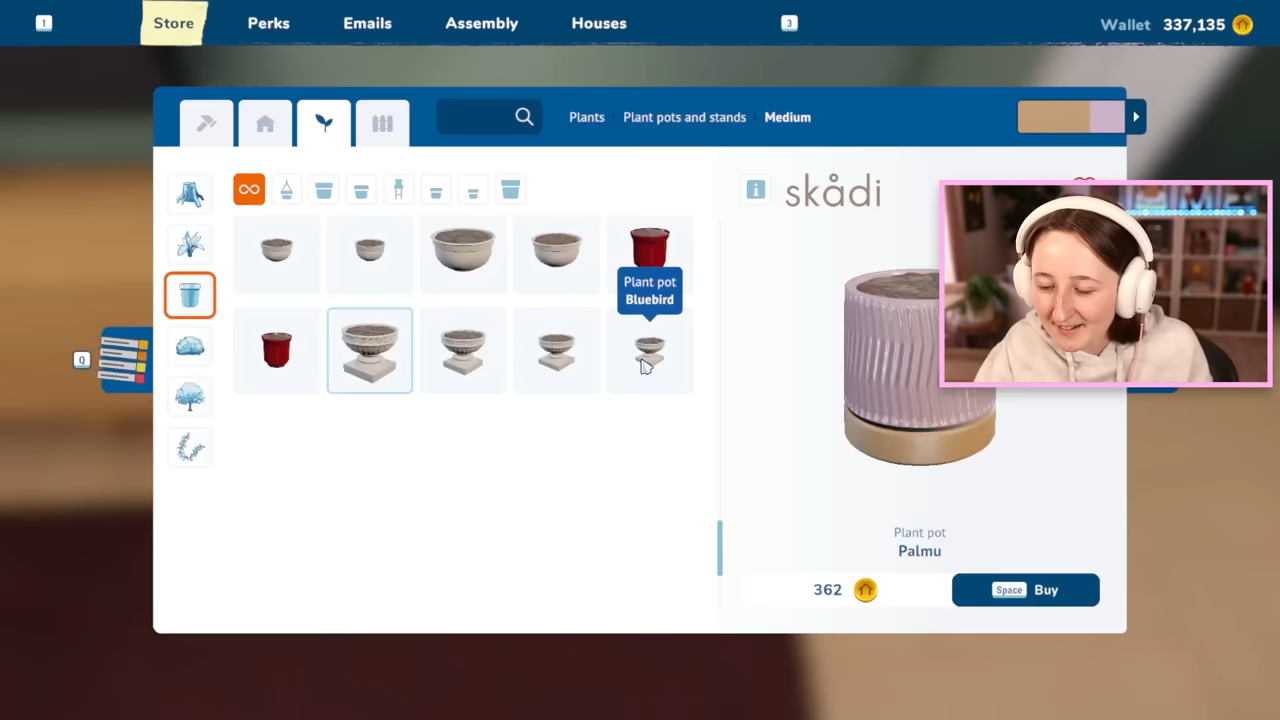 1
Store
Perks
Emails
Assembly
Houses
3
Wallet 337,135
Plants Plant pots and stands Medium
i
skådi
Plant pot
Bluebird
Q
Plant pot
Palmu
362
Space Buy